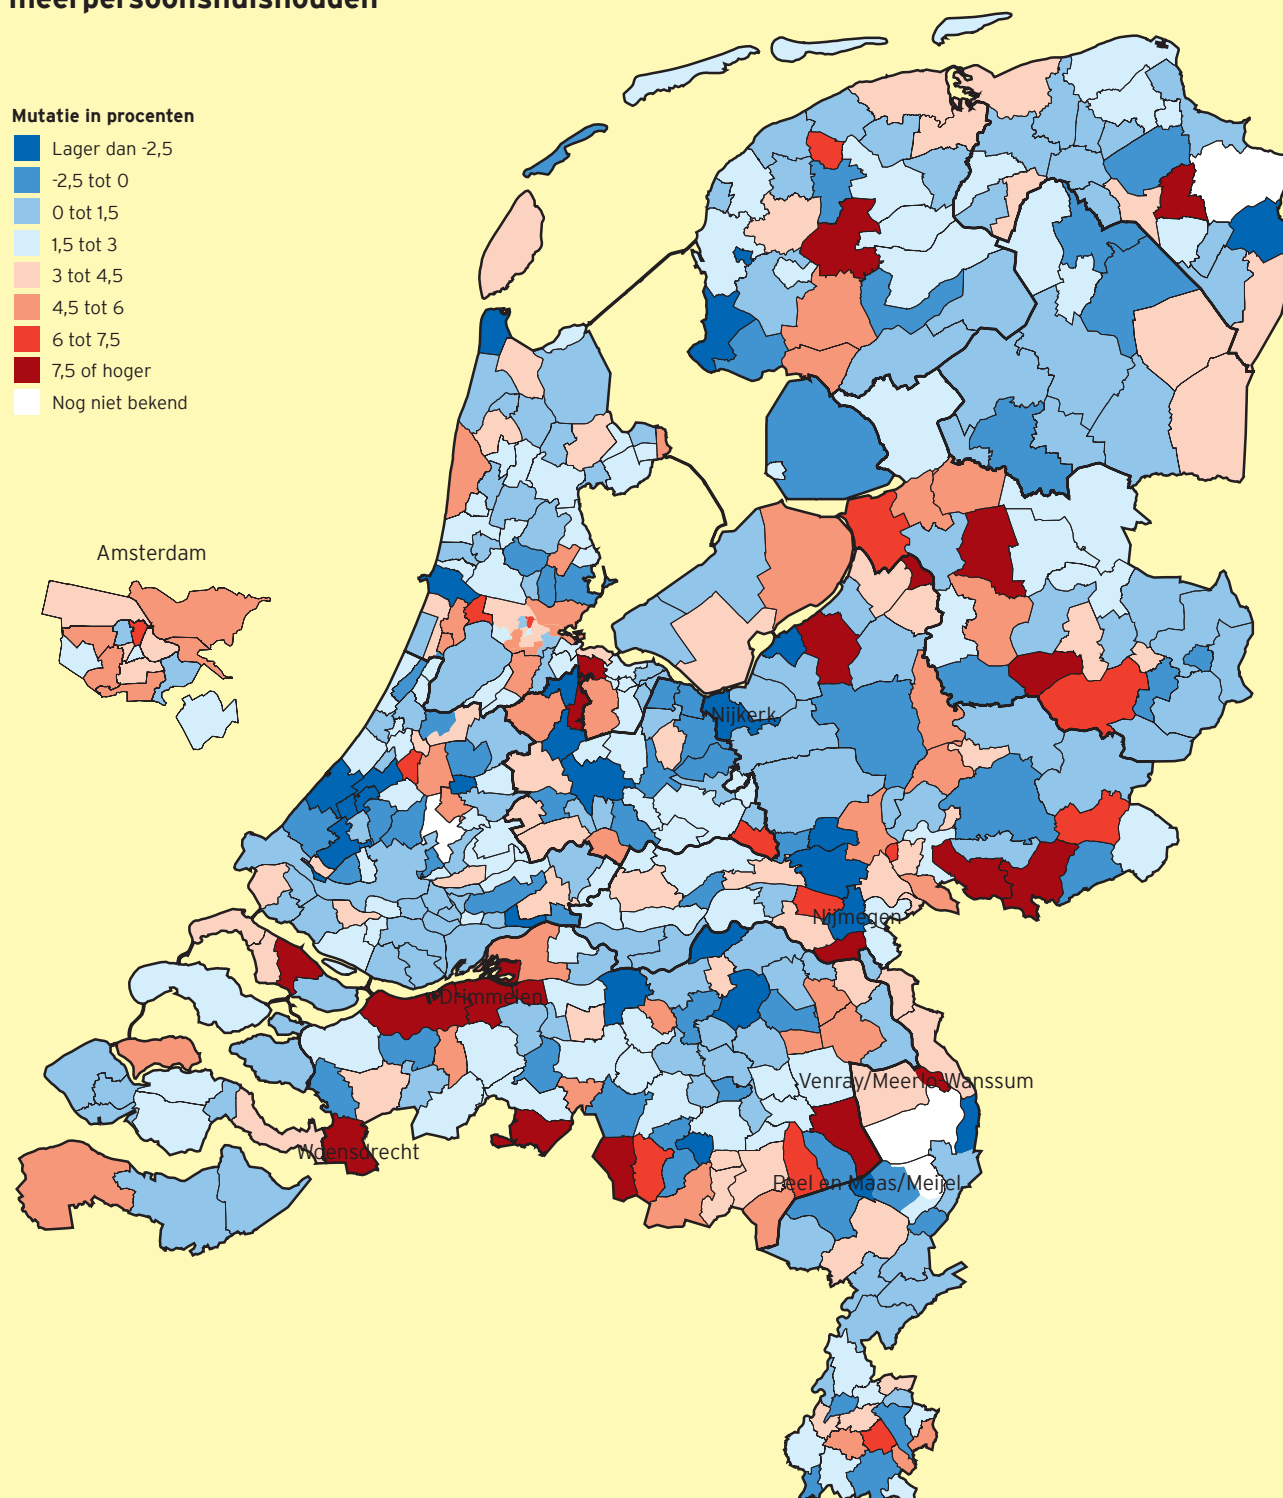 meerpersoonshuishouden
Mutatie in procenten
Lager dan -2,5
-2,5 tot 0
0 tot 1,5
1,5 tot 3
3 tot 4,5
4,5 tot 6
6 tot 7,5
7,5 of hoger
Nog niet bekend
Amsterdam
Nijkerk
Nijmegen
Drimmelen
Venray/Meerlo-Wanssum
Woensdrecht
Beel en Maas/Meijel